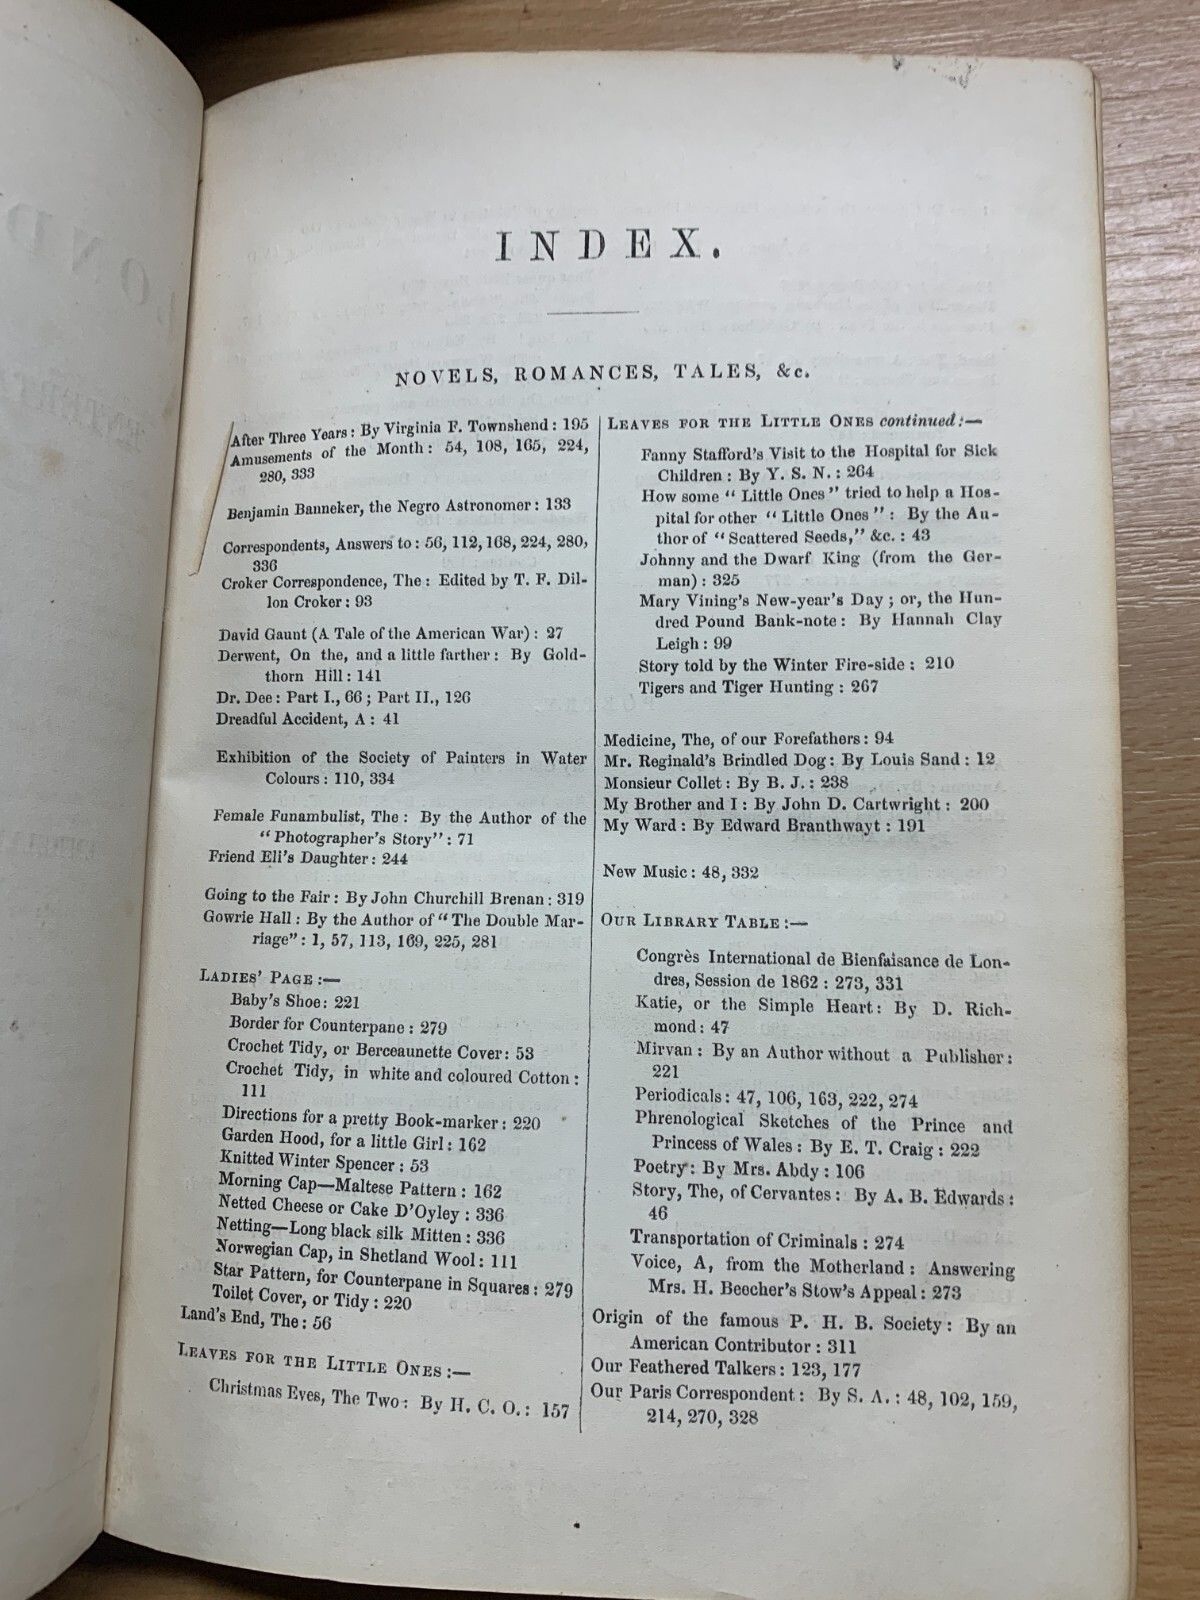 INDEX.
NOVELS, ROMANCES, TALES, &c.
After Three Years: By Virginia F. Townshend: 195
Amusements of the Month: 54, 108, 165, 224,
280, 333
Benjamin Banneker, the Negro Astronomer: 133
Correspondents, Answers to: 56, 112, 168, 224, 280,
336
Croker Correspondence, The: Edited by T. F. Dil-
lon Croker: 93
David Gaunt (A Tale of the American War): 27
Derwent, On the, and a little farther: By Gold-
thorn Hill: 141
Dr. Dee: Part I., 66; Part II., 126
Dreadful Accident, A: 41
Exhibition of the Society of Painters in Water
Colours: 110, 334
Female Funambulist, The: By the Author of the
"Photographer's Story": 71
Friend Eli's Daughter: 244
Going to the Fair: By John Churchill Brenan: 319
Gowrie Hall: By the Author of "The Double Mar-
riage": 1, 57, 113, 169, 225, 281
LADIES' PAGE:—
Baby's Shoe: 221
Border for Counterpane: 279
Crochet Tidy, or Berceaunette Cover: 53
Crochet Tidy, in white and coloured Cotton:
111
Directions for a pretty Book-marker: 220
Garden Hood, for a little Girl: 162
Knitted Winter Spencer: 53
Morning Cap—Maltese Pattern: 162
Netted Cheese or Cake D'Oyley: 336
Netting—Long black silk Mitten: 336
Norwegian Cap, in Shetland Wool: 111
Star Pattern, for Counterpane in Squares: 279
Toilet Cover, or Tidy: 220
Land's End, The: 56
LEAVES FOR THE LITTLE ONES:—
Christmas Eves, The Two: By H. C. O.: 157
LEAVES FOR THE LITTLE ONES continued:—
Fanny Stafford's Visit to the Hospital for Sick
Children: By Y. S. N.: 264
How some "Little Ones" tried to help a Hos-
pital for other "Little Ones": By the Au-
thor of "Scattered Seeds," &c.: 43
Johnny and the Dwarf King (from the Ger-
man): 325
Mary Vining's New-year's Day; or, the Hun-
dred Pound Bank-note: By Hannah Clay
Leigh: 99
Story told by the Winter Fire-side: 210
Tigers and Tiger Hunting: 267
Medicine, The, of our Forefathers: 94
Mr. Reginald's Brindled Dog: By Louis Sand: 12
Monsieur Collet: By B. J.: 238
My Brother and I: By John D. Cartwright: 200
My Ward: By Edward Branthwayt: 191
New Music: 48, 332
OUR LIBRARY TABLE:—
Congrès International de Bienfaisance de Lon-
dres, Session de 1862: 273, 331
Katie, or the Simple Heart: By D. Rich-
mond: 47
Mirvan: By an Author without a Publisher:
221
Periodicals: 47, 106, 163, 222, 274
Phrenological Sketches of the Prince and
Princess of Wales: By E. T. Craig: 222
Poetry: By Mrs. Abdy: 106
Story, The, of Cervantes: By A. B. Edwards:
46
Transportation of Criminals: 274
Voice, A, from the Motherland: Answering
Mrs. H. Beecher's Stow's Appeal: 273
Origin of the famous P. H. B. Society: By an
American Contributor: 311
Our Feathered Talkers: 123, 177
Our Paris Correspondent: By S. A.: 48, 102, 159,
214, 270, 328